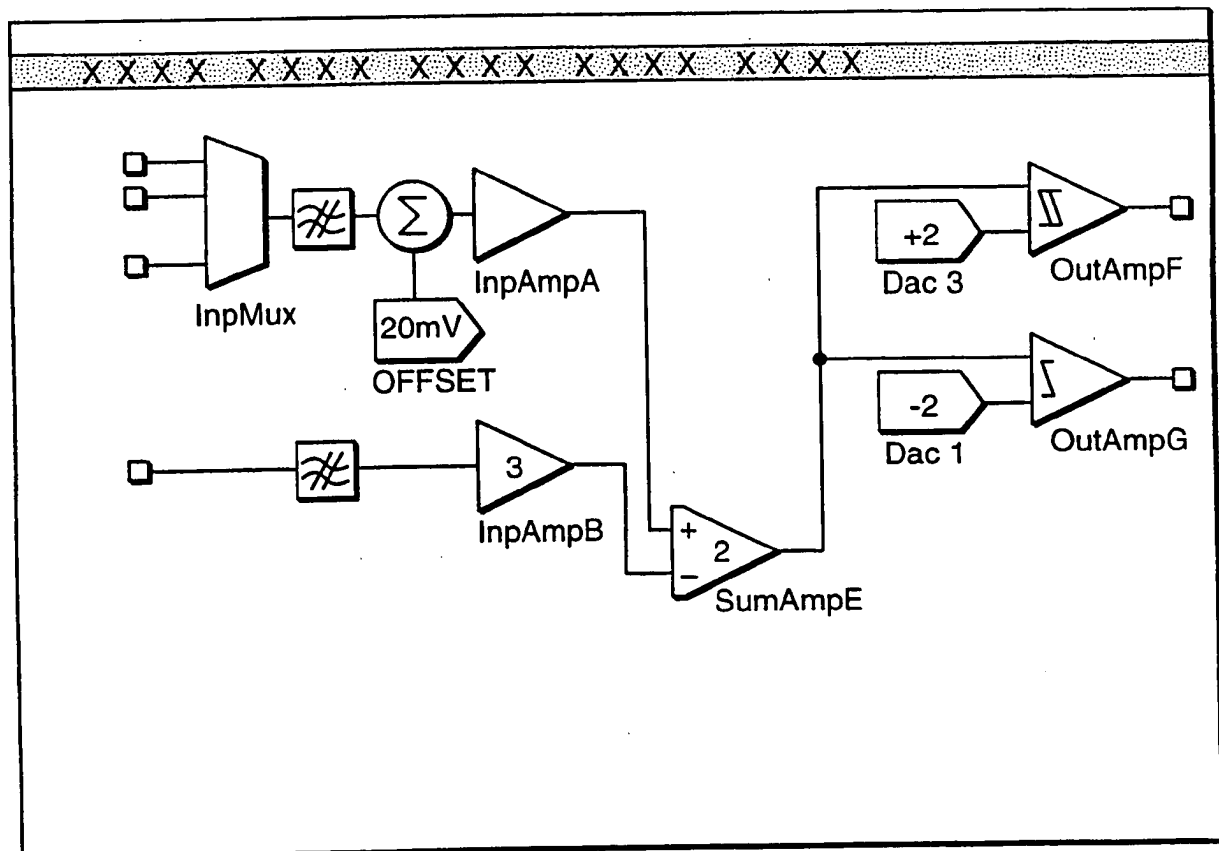 XXXX XXXX XXXX XXXX XXXX
InpMux
Σ
20mV
OFFSET
InpAmpA
+2
Dac 3
OutAmpF
-2
Dac 1
OutAmpG
3
InpAmpB
+
2
−
SumAmpE